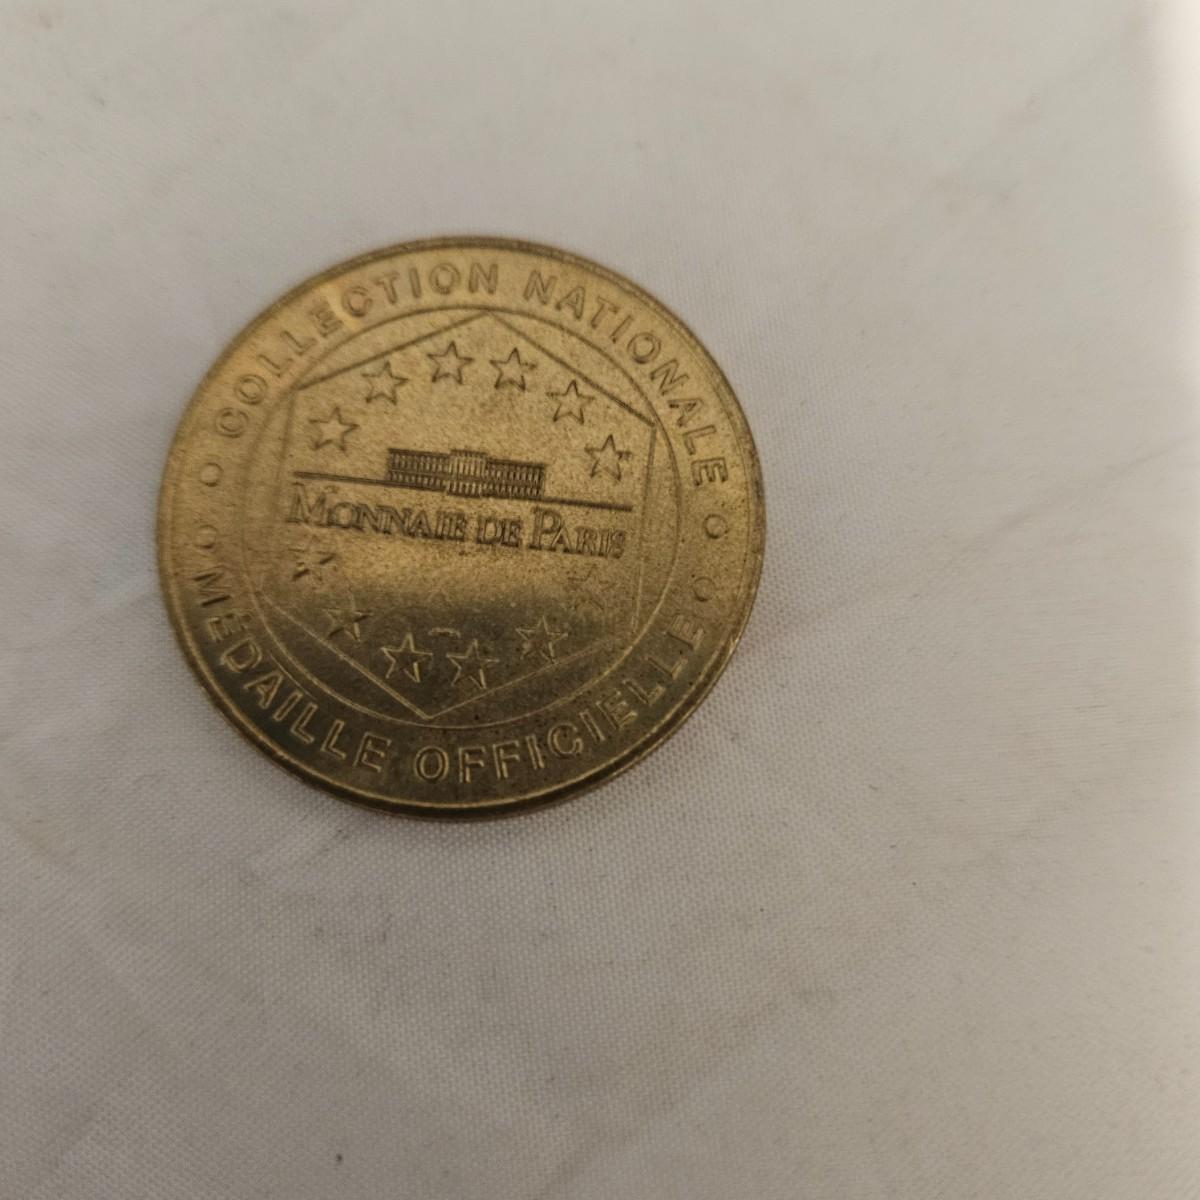 COLLECTION NATIONALE
MONNAIE DE PARIS
MÉDAILLE OFFICIELLE